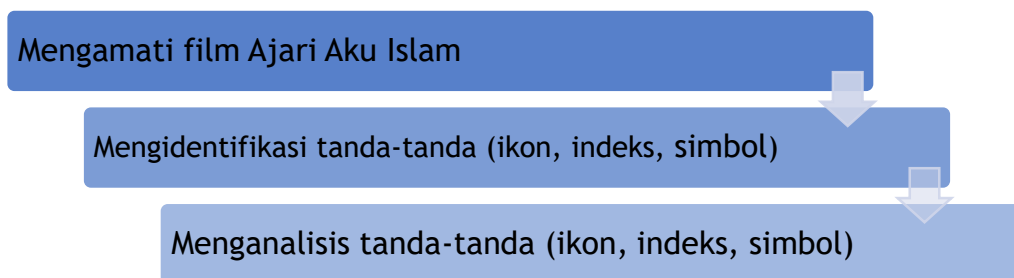 Mengamati film Ajari Aku Islam
Mengidentifikasi tanda-tanda (ikon, indeks, simbol)
Menganalisis tanda-tanda (ikon, indeks, simbol)